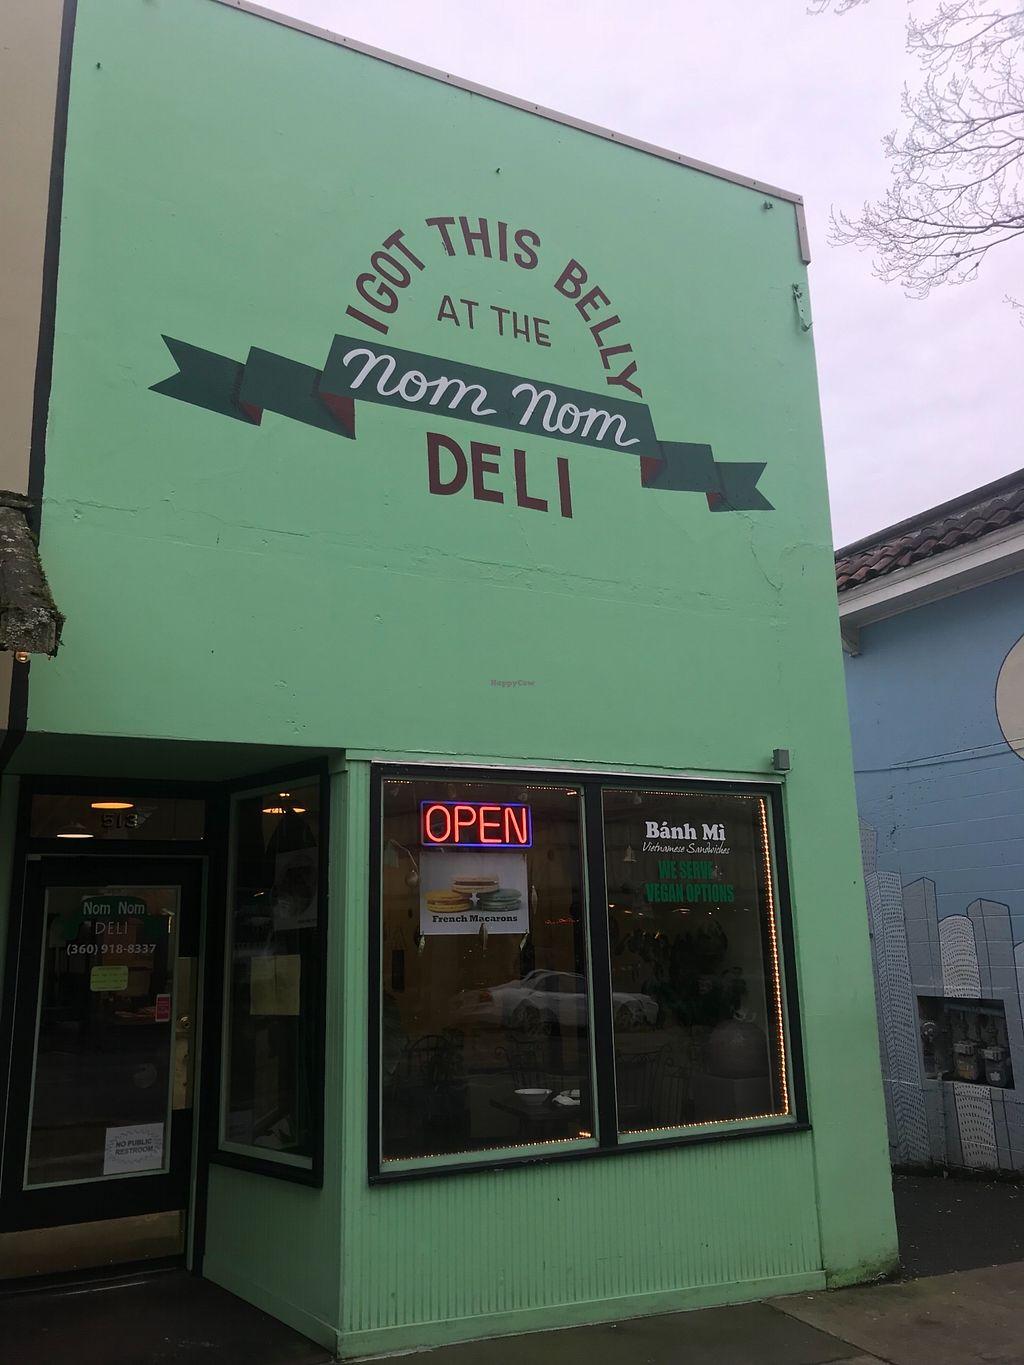 I GOT THIS BELLY
AT THE
Nom Nom
DELI
HappyCow
OPEN
French Macarons
Bánh Mì
Vietnamese Sandwiches
WE SERVE
VEGAN OPTIONS
513
Nom Nom
DELI
(360) 918-8337
NO PUBLIC
RESTROOM